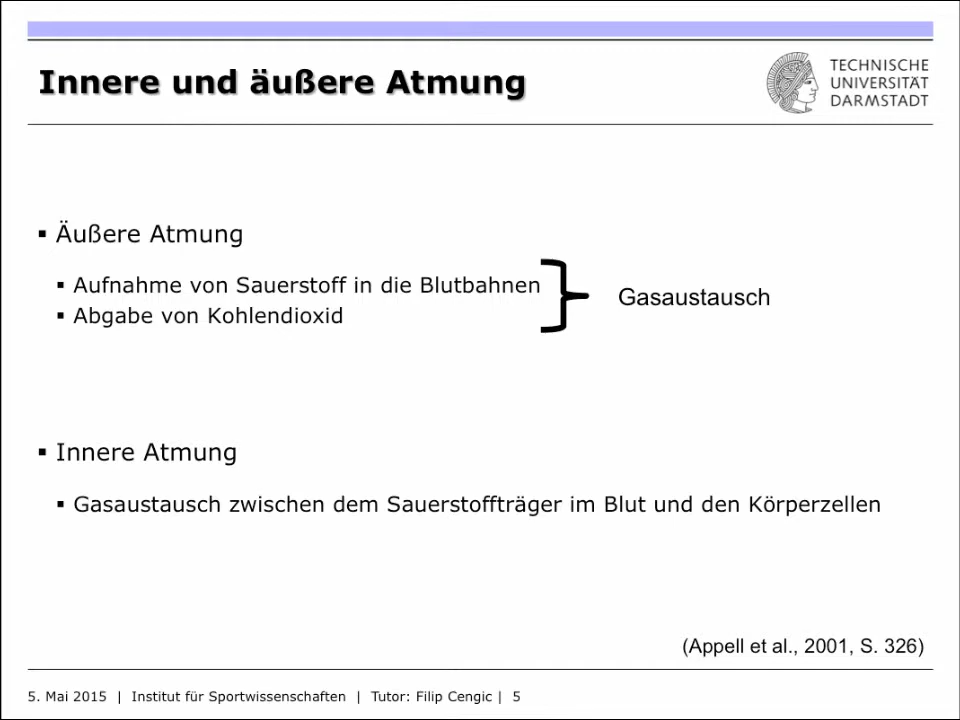 Innere und äußere Atmung
TECHNISCHE
UNIVERSITÄT
DARMSTADT
▪ Äußere Atmung
▪ Aufnahme von Sauerstoff in die Blutbahnen
▪ Abgabe von Kohlendioxid
Gasaustausch
▪ Innere Atmung
▪ Gasaustausch zwischen dem Sauerstoffträger im Blut und den Körperzellen
(Appell et al., 2001, S. 326)
5. Mai 2015 | Institut für Sportwissenschaften | Tutor: Filip Cengic | 5